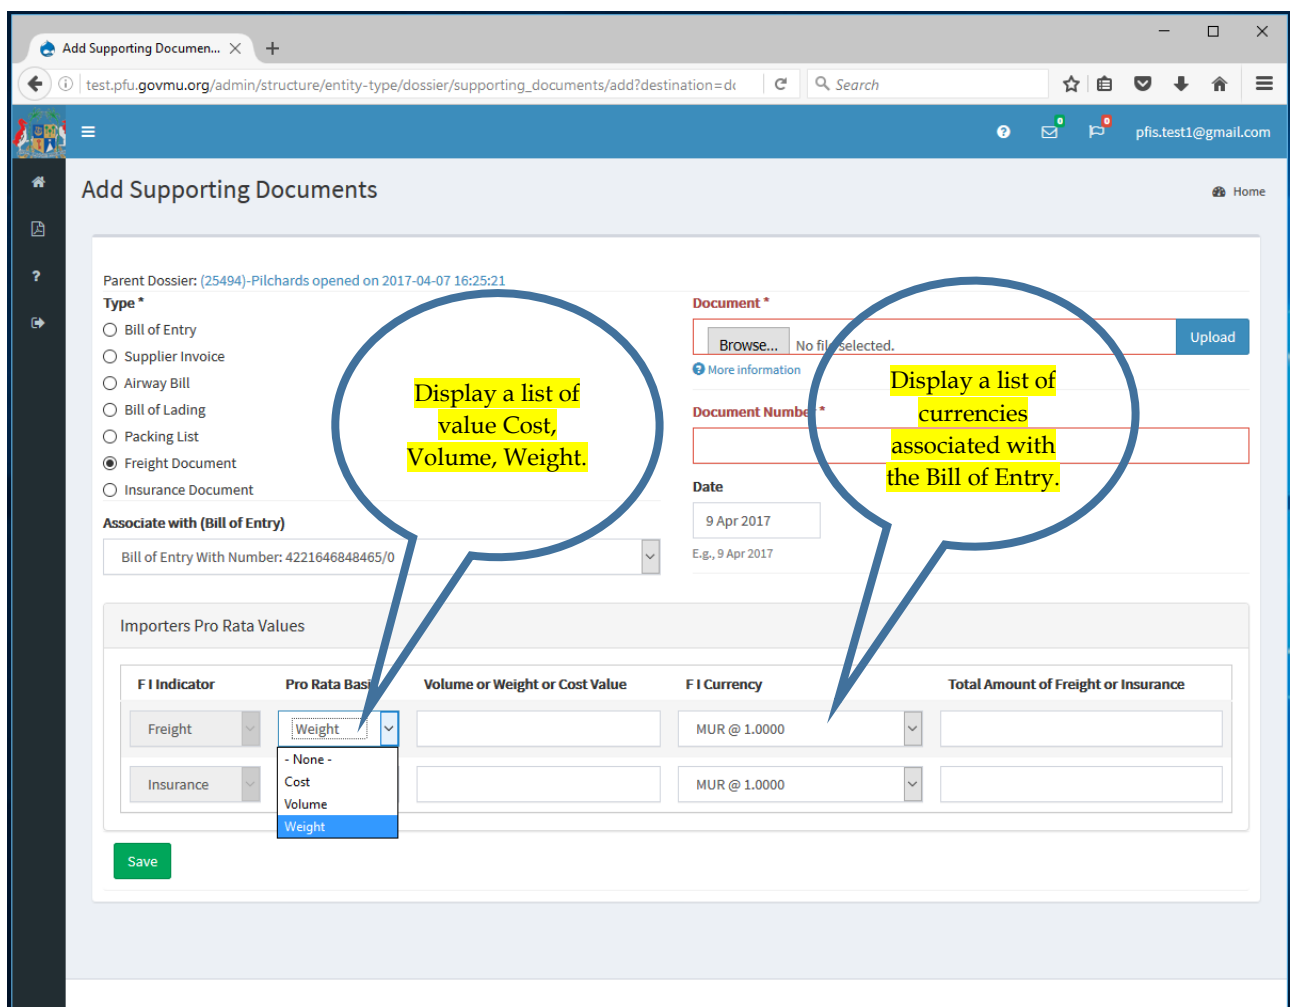 Add Supporting Documen...
test.pfu.govmu.org/admin/structure/entity-type/dossier/supporting_documents/add?destination=dc
Search
0
0
pfis.test1@gmail.com
Add Supporting Documents
Home
Parent Dossier: (25494)-Pilchards opened on 2017-04-07 16:25:21
Type *
Bill of Entry
Supplier Invoice
Airway Bill
Bill of Lading
Packing List
Freight Document
Insurance Document
Associate with (Bill of Entry)
Bill of Entry With Number: 4221646848465/0
Display a list of
value Cost,
Volume, Weight.
Document *
Browse... No file selected.
Upload
More information
Document Number *
Date
9 Apr 2017
E.g., 9 Apr 2017
Display a list of
currencies
associated with
the Bill of Entry.
Importers Pro Rata Values
F I Indicator Pro Rata Basis Volume or Weight or Cost Value F I Currency Total Amount of Freight or Insurance
Freight Weight MUR @ 1.0000
- None -
Cost
Volume
Weight
Insurance MUR @ 1.0000
Save